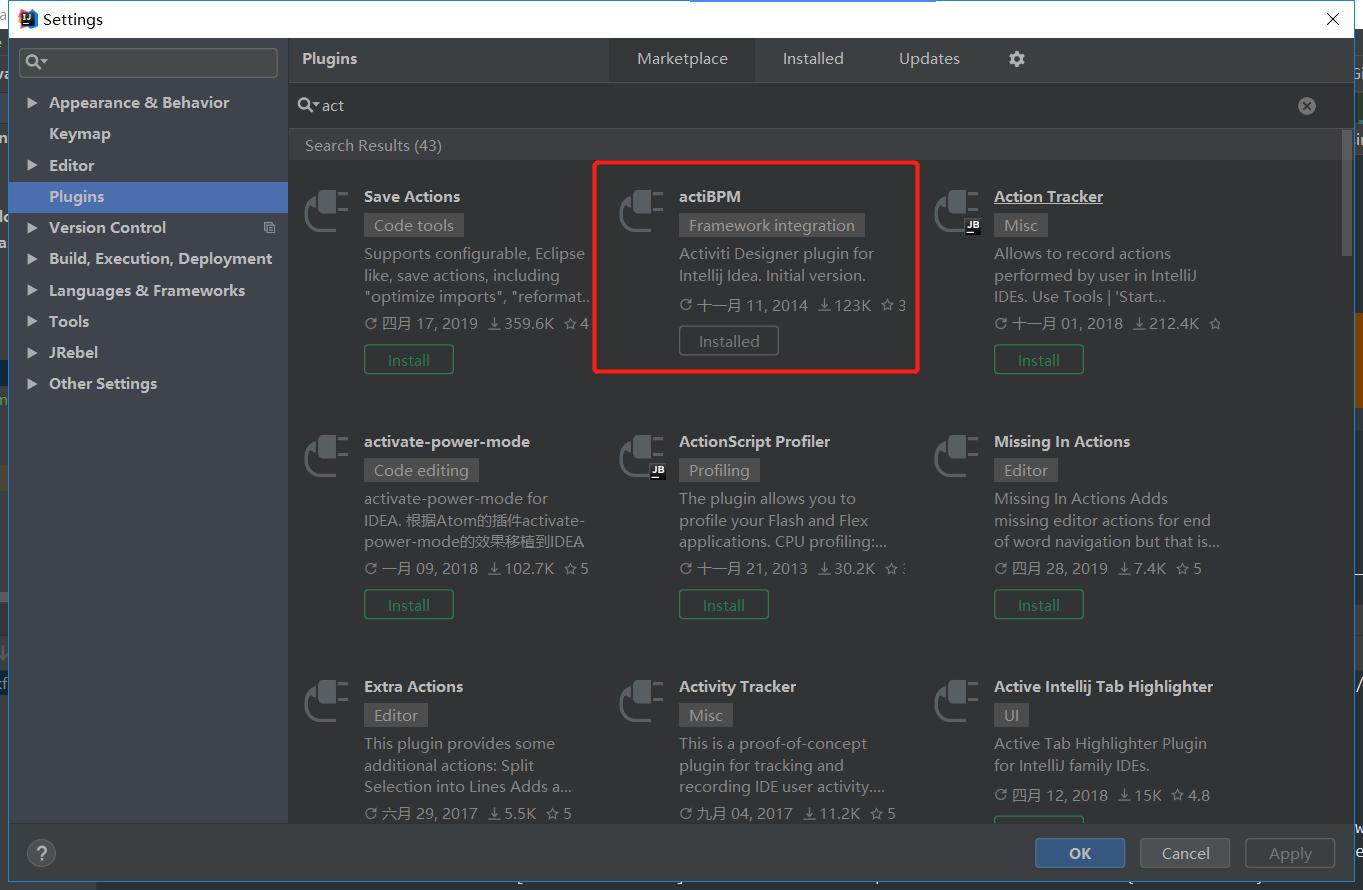 Settings
Plugins
Marketplace
Installed
Updates
act
Search Results (43)
Appearance & Behavior
Keymap
Editor
Plugins
Version Control
Build, Execution, Deployment
Languages & Frameworks
Tools
JRebel
Other Settings
Save Actions
Code tools
Supports configurable, Eclipse
like, save actions, including
"optimize imports", "reformat..
四月 17, 2019 359.6K 4
Install
actiBPM
Framework integration
Activiti Designer plugin for
Intellij Idea. Initial version.
十一月 11, 2014 123K 3
Installed
Action Tracker
JB
Misc
Allows to record actions
performed by user in IntelliJ
IDEs. Use Tools | 'Start...
十一月 01, 2018 212.4K
Install
activate-power-mode
Code editing
activate-power-mode for
IDEA. 根据Atom的插件activate-
power-mode的效果移植到IDEA
一月 09, 2018 102.7K 5
Install
ActionScript Profiler
JB
Profiling
The plugin allows you to
profile your Flash and Flex
applications. CPU profiling:...
十一月 21, 2013 30.2K
Install
Missing In Actions
Editor
Missing In Actions Adds
missing editor actions for end
of word navigation but that is...
四月 28, 2019 7.4K 5
Install
Extra Actions
Editor
This plugin provides some
additional actions: Split
Selection into Lines Adds a...
六月 29, 2017 5.5K 5
Activity Tracker
Misc
This is a proof-of-concept
plugin for tracking and
recording IDE user activity....
九月 04, 2017 11.2K 5
Active Intellij Tab Highlighter
UI
Active Tab Highlighter Plugin
for IntelliJ family IDEs.
四月 12, 2018 15K 4.8
?
OK
Cancel
Apply